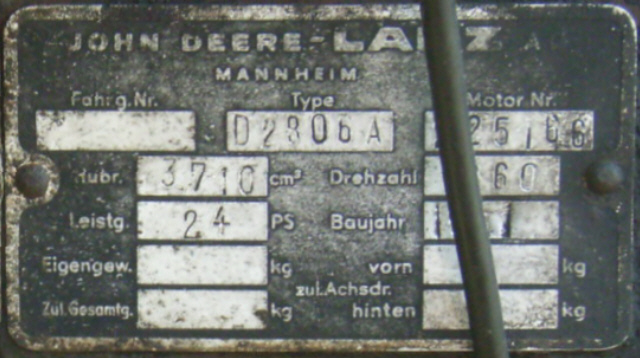 JOHN DEERE-LANZ A
MANNHEIM
Fahrg.Nr. Type Motor Nr.
D2806A
Hubr. 3710 cm³ Drehzahl 60
Leistg. 24 PS Baujahr
Eigengew. kg vorn kg
zul.Achsdr.
Zul.Gesamtg. kg hinten kg